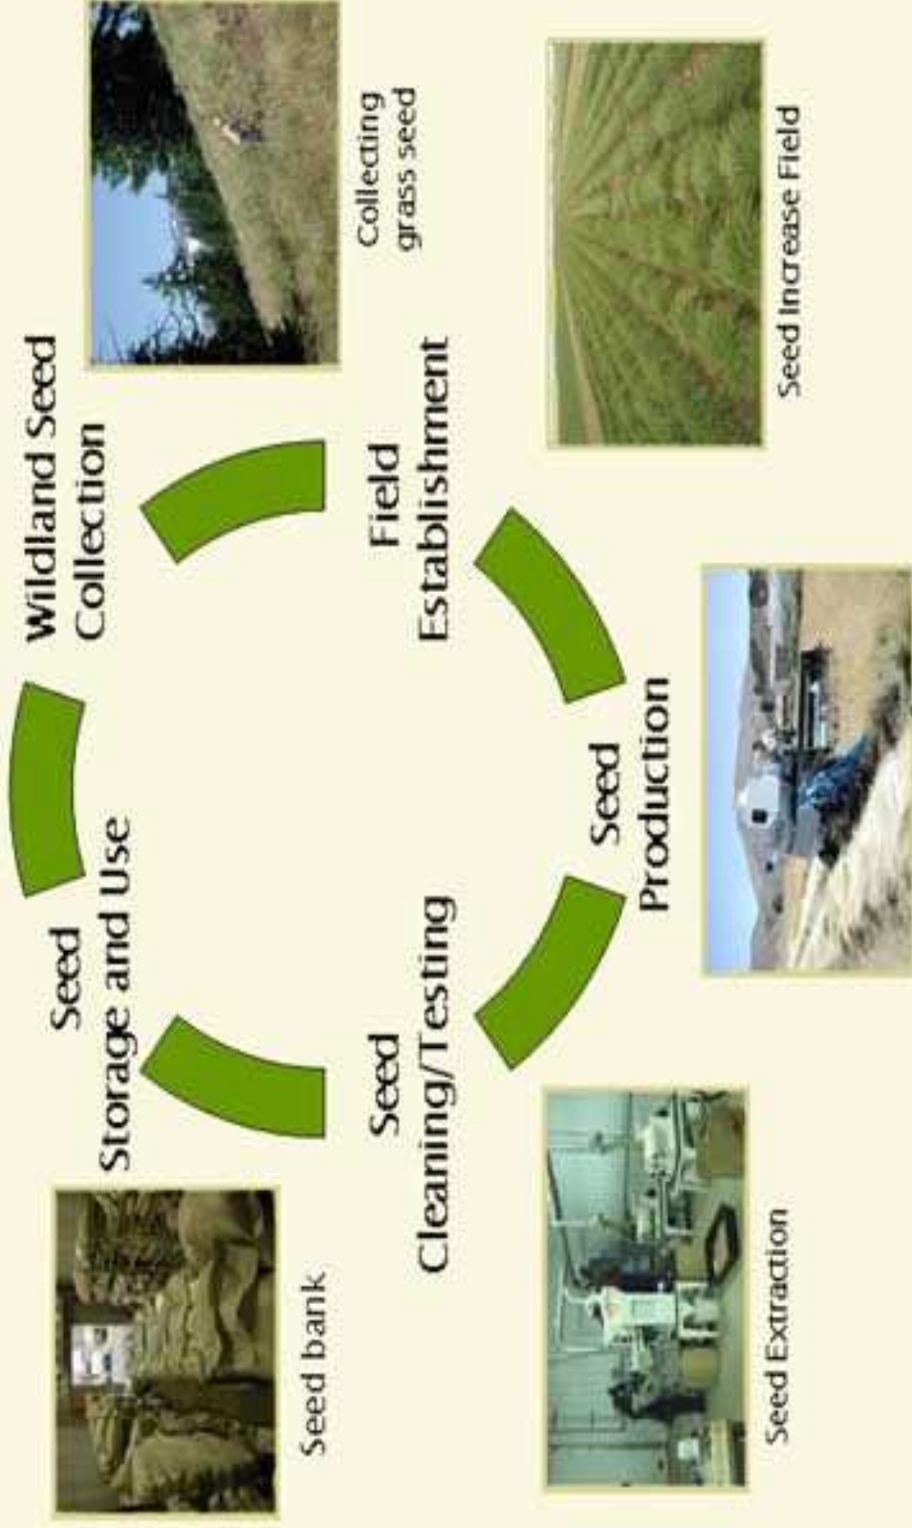 Wildland Seed
Collection
Collecting
grass seed
Field
Establishment
Seed Increase Field
Seed
Production
Seed
Cleaning/Testing
Seed Extraction
Seed
Storage and Use
Seed bank